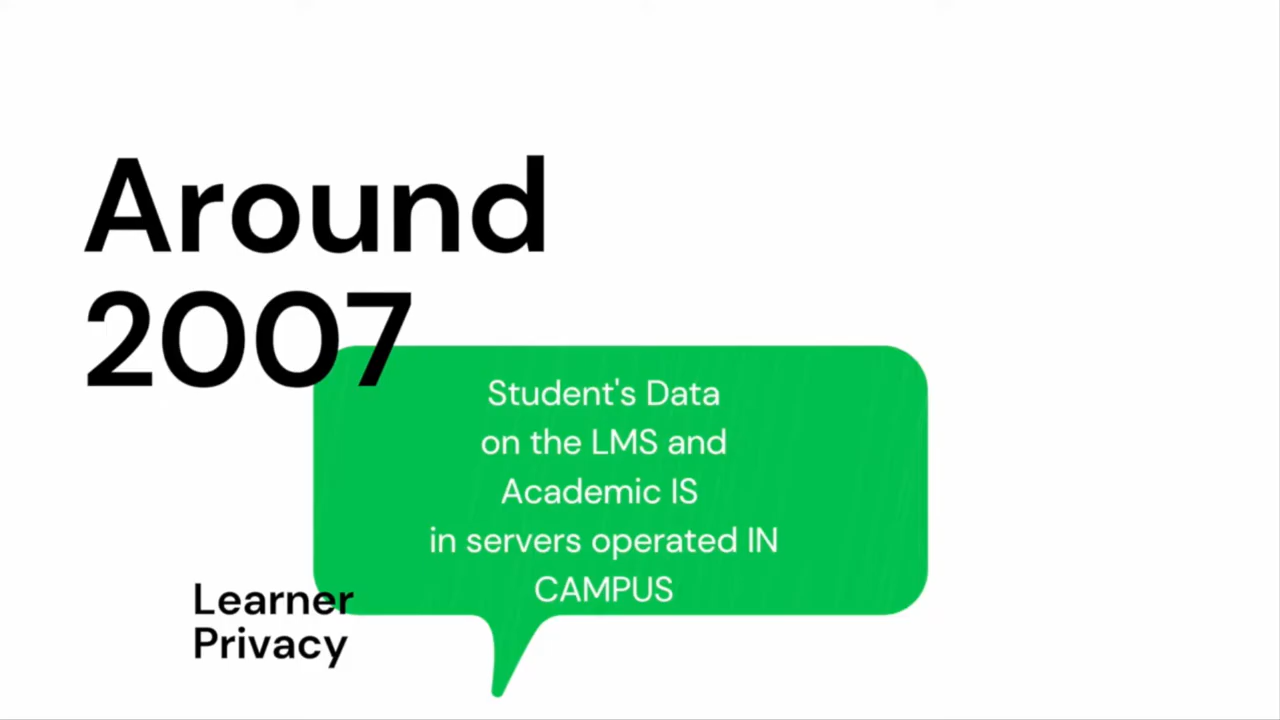 Around
2007
Student's Data
on the LMS and
Academic IS
in servers operated IN
CAMPUS
Learner
Privacy